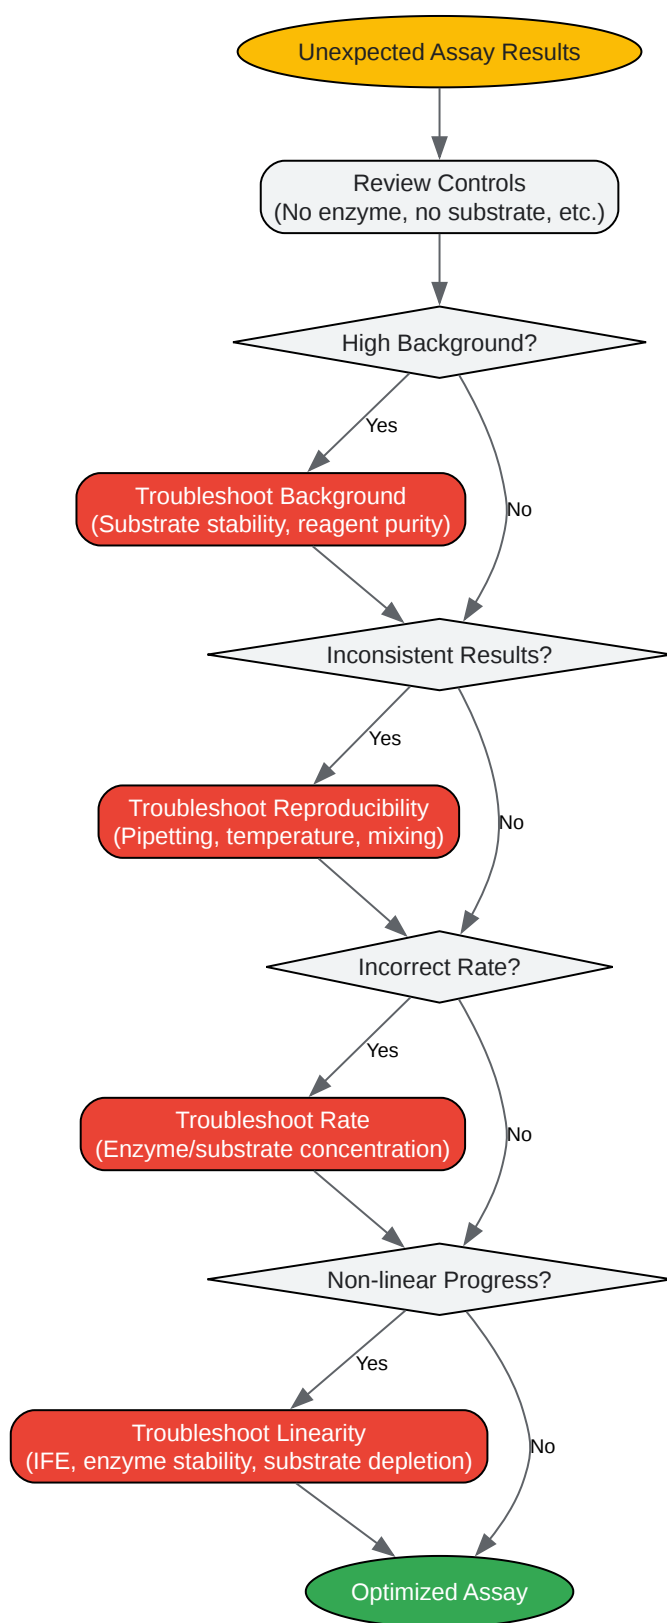 Unexpected Assay Results
Review Controls
(No enzyme, no substrate, etc.)
High Background?
Yes
Troubleshoot Background
(Substrate stability, reagent purity)
No
Inconsistent Results?
Yes
Troubleshoot Reproducibility
(Pipetting, temperature, mixing)
No
Incorrect Rate?
Yes
Troubleshoot Rate
(Enzyme/substrate concentration)
No
Non-linear Progress?
Yes
Troubleshoot Linearity
(IFE, enzyme stability, substrate depletion)
No
Optimized Assay